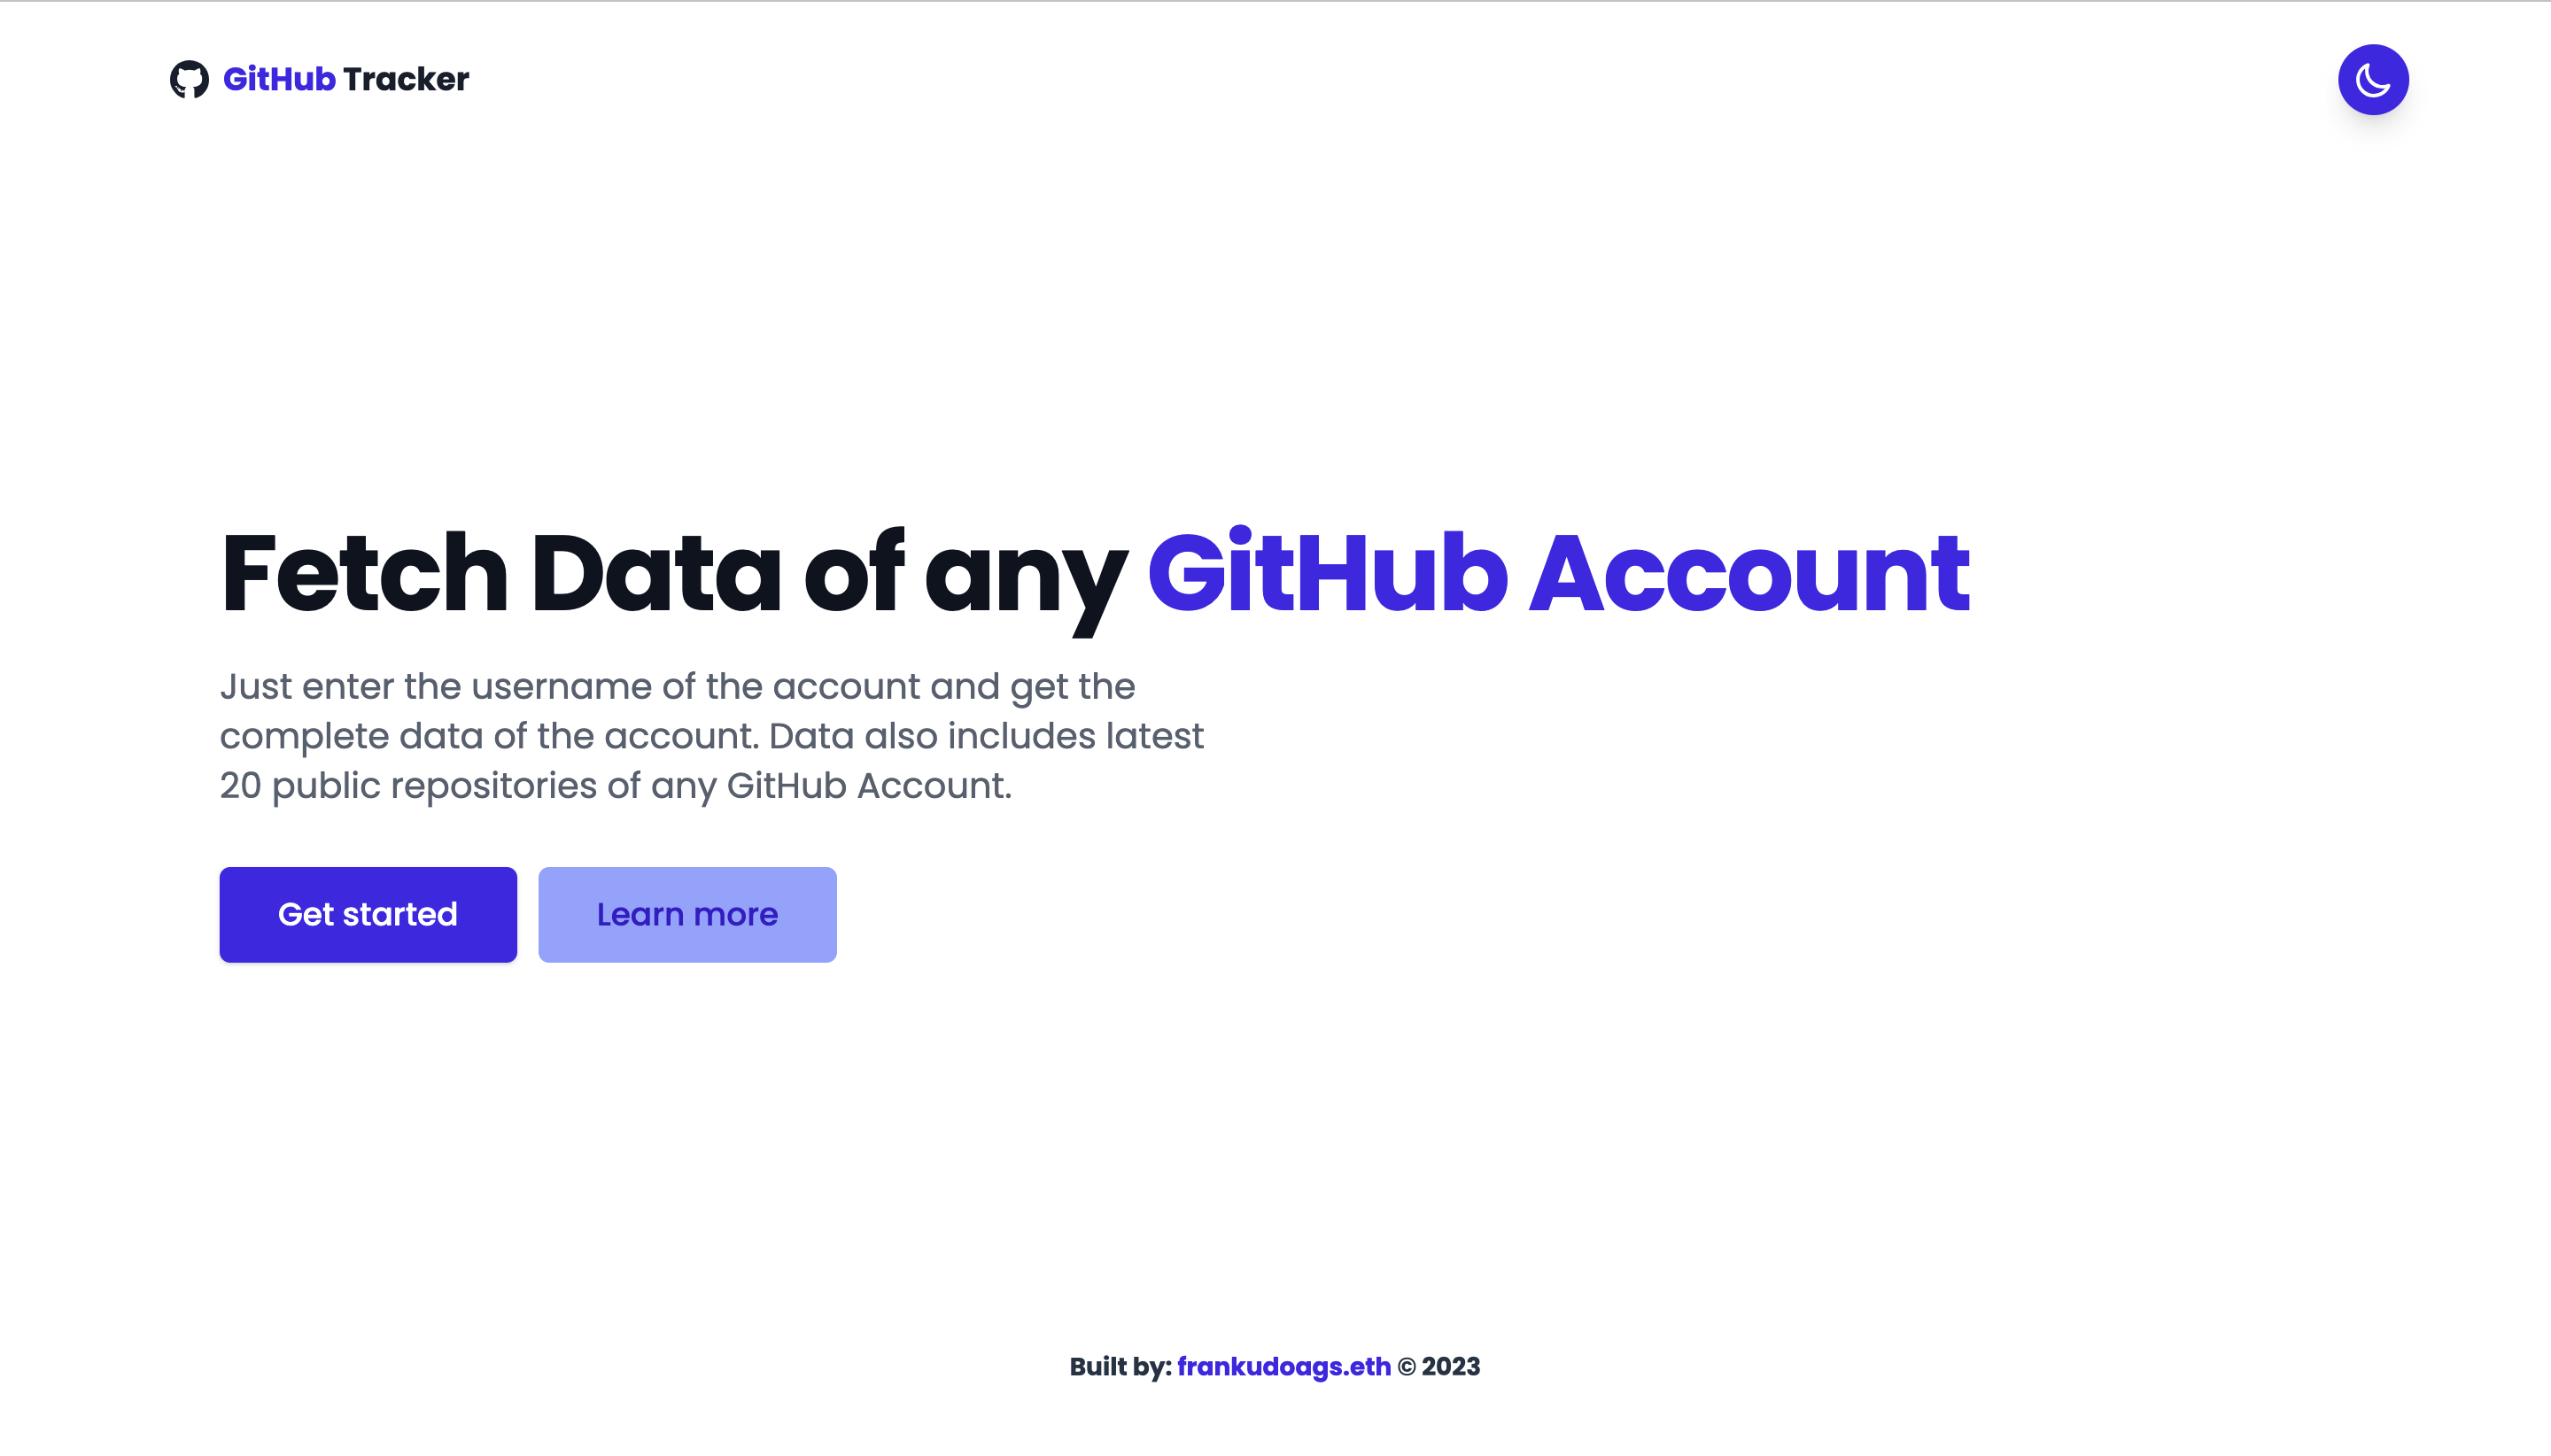 GitHub Tracker
Fetch Data of any GitHub Account
Just enter the username of the account and get the
complete data of the account. Data also includes latest
20 public repositories of any GitHub Account.
Get started
Learn more
Built by: frankudoags.eth © 2023